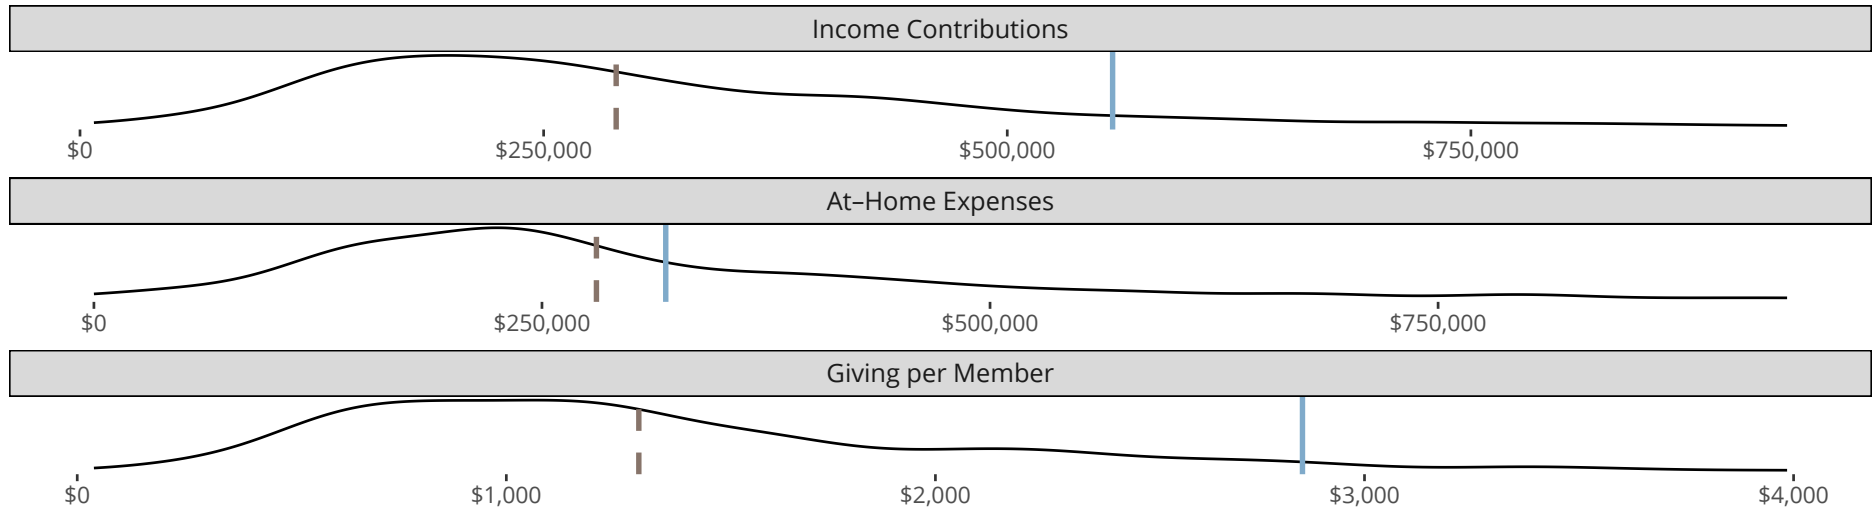 Income Contributions
$0 $250,000 $500,000 $750,000
At–Home Expenses
$0 $250,000 $500,000 $750,000
Giving per Member
$0 $1,000 $2,000 $3,000 $4,000